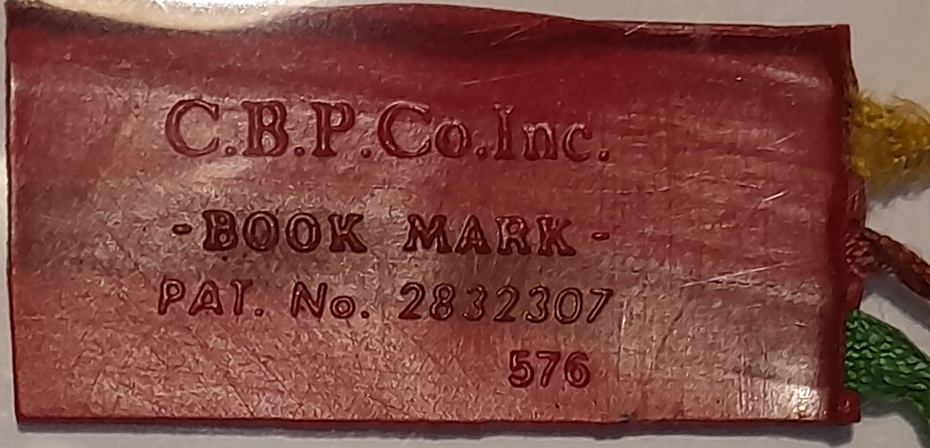 C.B.P.Co.Inc.
-BOOK MARK-
PAT. No. 2832307
576